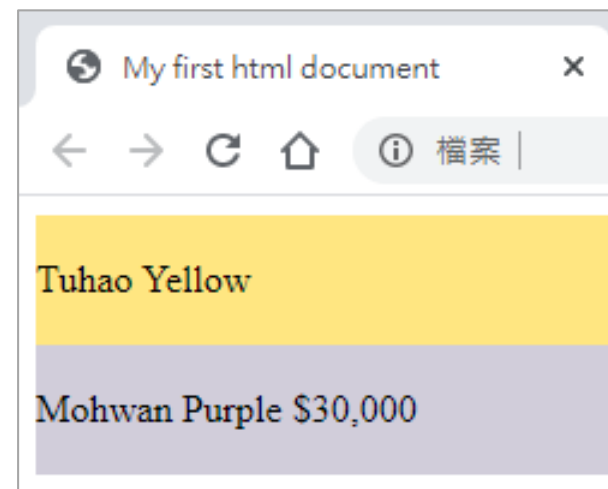 My first html document
檔案
Tuhao Yellow
Mohwan Purple $30,000